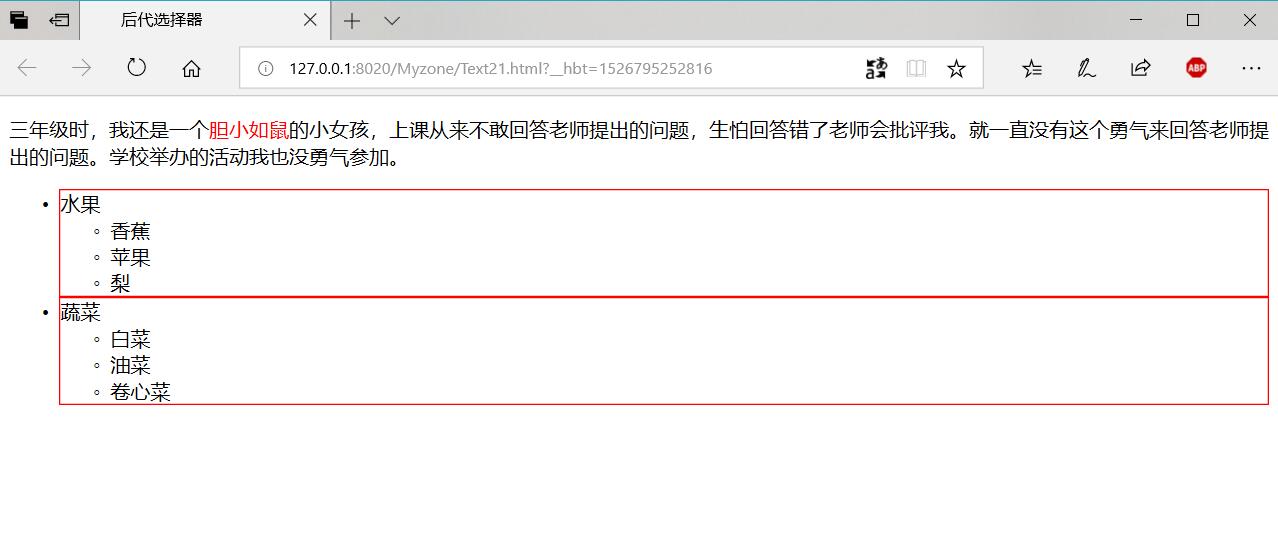 后代选择器
127.0.0.1:8020/Myzone/Text21.html?__hbt=1526795252816
ABP
三年级时，我还是一个胆小如鼠的小女孩，上课从来不敢回答老师提出的问题，生怕回答错了老师会批评我。就一直没有这个勇气来回答老师提
出的问题。学校举办的活动我也没勇气参加。
水果
香蕉
苹果
梨
蔬菜
白菜
油菜
卷心菜